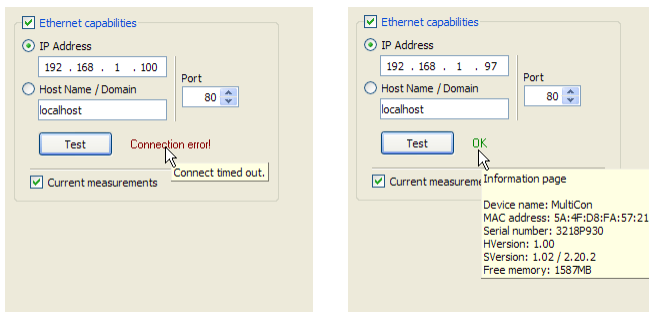 Ethernet capabilities
IP Address
192 . 168 . 1 . 100
Port
80
Host Name / Domain
localhost
Test
Connection error!
Connect timed out.
Current measurements
Ethernet capabilities
IP Address
192 . 168 . 1 . 97
Port
80
Host Name / Domain
localhost
Test
OK
Current measureme
Information page
Device name: MultiCon
MAC address: 5A:4F:D8:FA:57:21
Serial number: 3218P930
HVersion: 1.00
SVersion: 1.02 / 2.20.2
Free memory: 1587MB